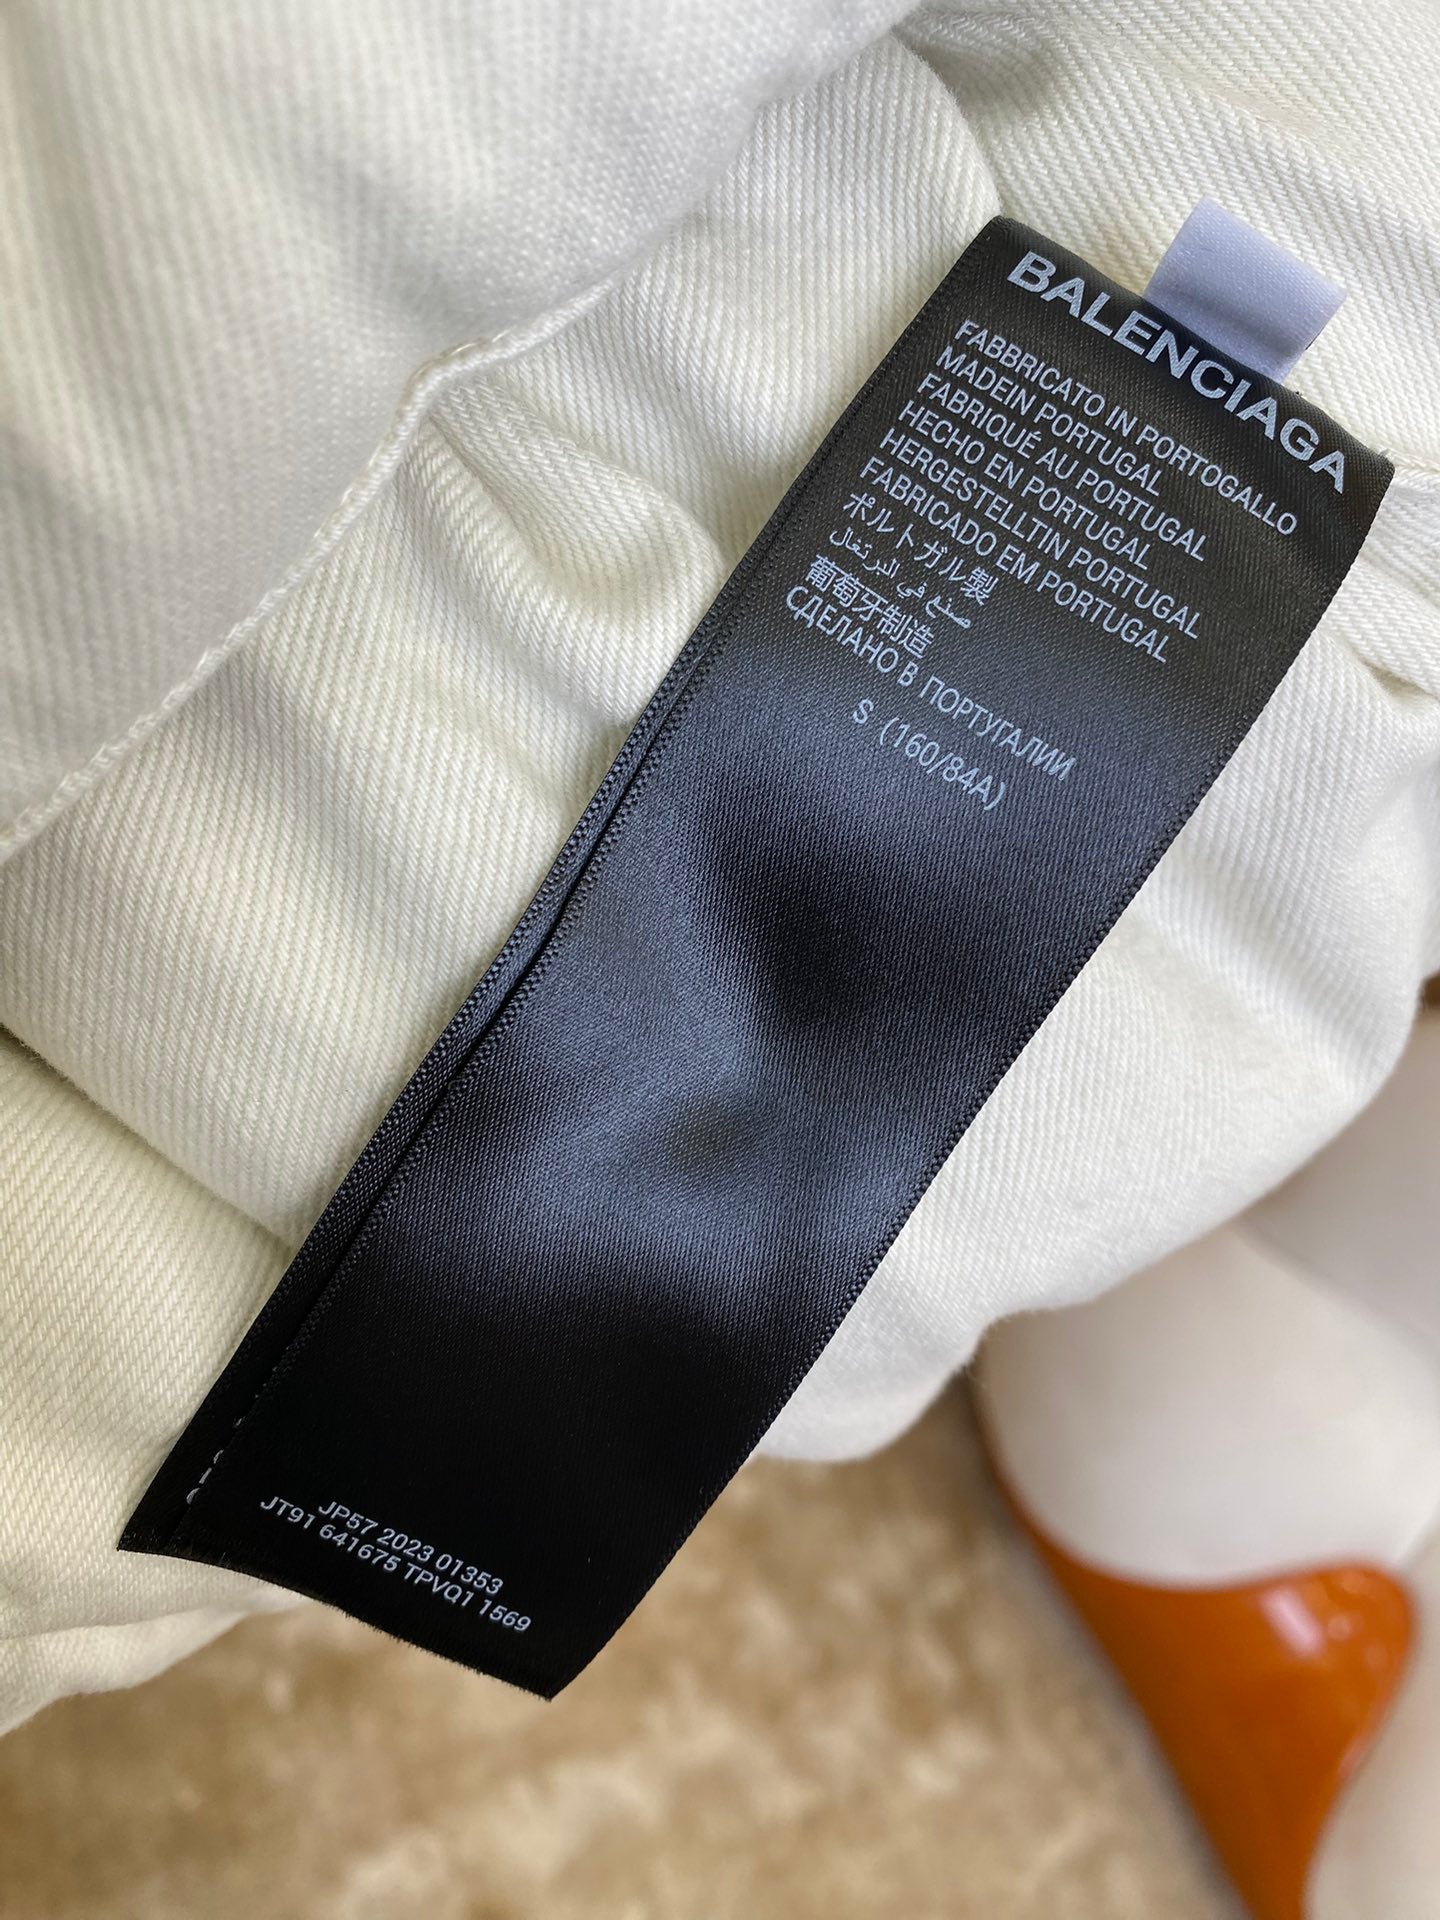 BALENCIAGA
FABBRICATO IN PORTOGALLO
MADEIN PORTUGAL
FABRIQUÉ AU PORTUGAL
HECHO EN PORTUGAL
HERGESTELLTIN PORTUGAL
FABRICADO EM PORTUGAL
ポルトガル製
صنع في البرتغال
葡萄牙制造
СДЕЛАНО В ПОРТУГАЛИИ
S (160/84A)
JP57 2023 01353
JT91 641675 TPVQ1 1569